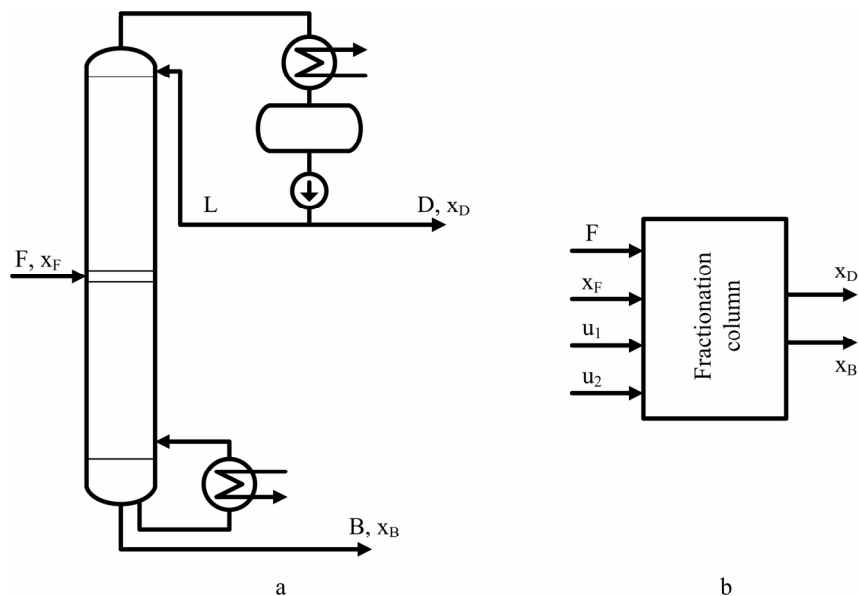 L
D, x_D
F, x_F
B, x_B
a
F
x_F
u_1
u_2
Fractionation
column
x_D
x_B
b